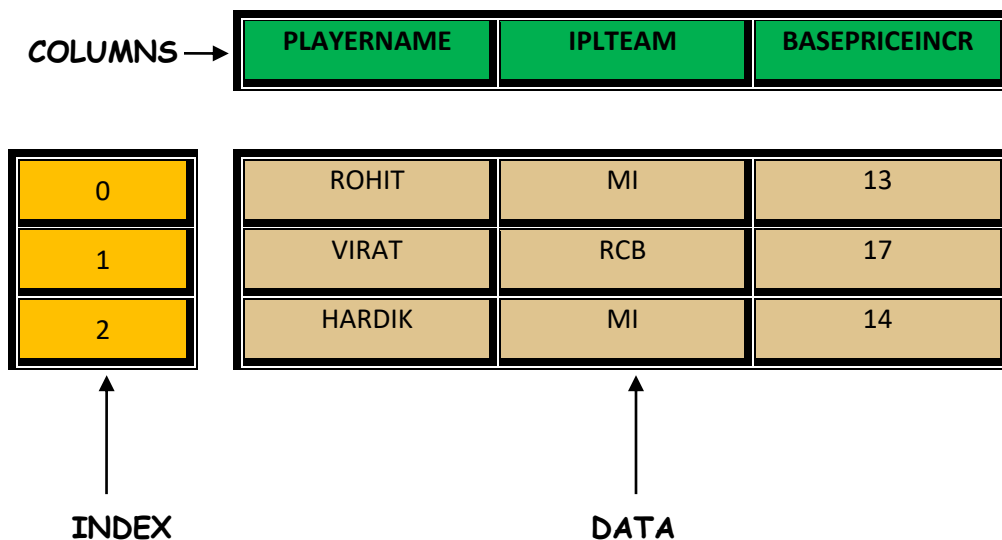 COLUMNS PLAYERNAME IPLTEAM BASEPRICEINCR
0 ROHIT MI 13
1 VIRAT RCB 17
2 HARDIK MI 14
INDEX DATA